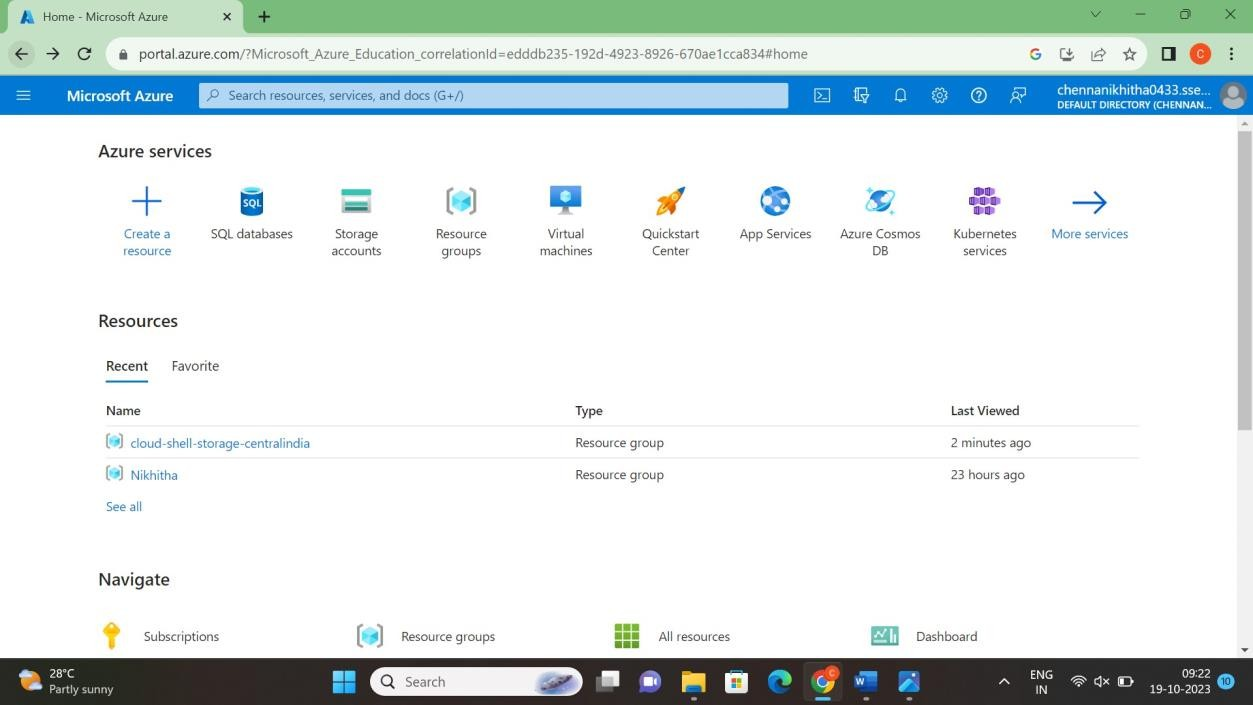 Home - Microsoft Azure
portal.azure.com/?Microsoft_Azure_Education_correlationId=edddb235-192d-4923-8926-670ae1cca834#home
G
C
Microsoft Azure
Search resources, services, and docs (G+/)
chennanikhitha0433.sse...
DEFAULT DIRECTORY (CHENNAN...
Azure services
SQL
Create a resource
SQL databases
Storage accounts
Resource groups
Virtual machines
Quickstart Center
App Services
Azure Cosmos DB
Kubernetes services
More services
Resources
Recent Favorite
Name Type Last Viewed
cloud-shell-storage-centralindia Resource group 2 minutes ago
Nikhitha Resource group 23 hours ago
See all
Navigate
Subscriptions Resource groups All resources Dashboard
28°C
Partly sunny
Search
C
W
ENG
IN
09:22
19-10-2023
10